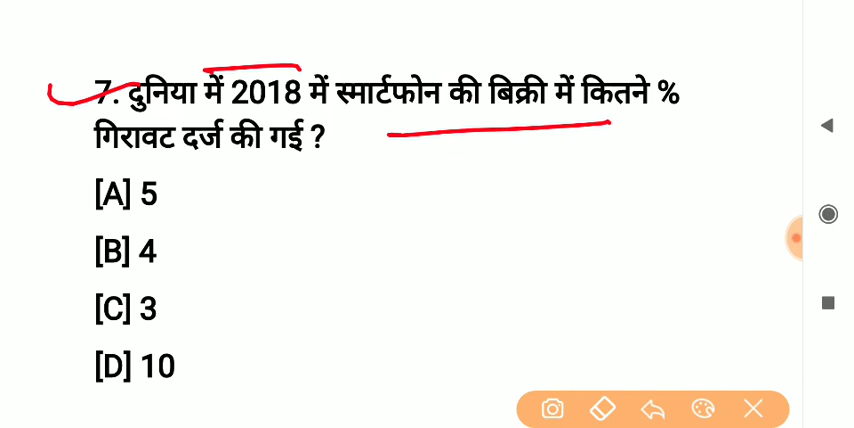 7. दुनिया में 2018 में स्मार्टफोन की बिक्री में कितने %
गिरावट दर्ज की गई ?
[A] 5
[B] 4
[C] 3
[D] 10